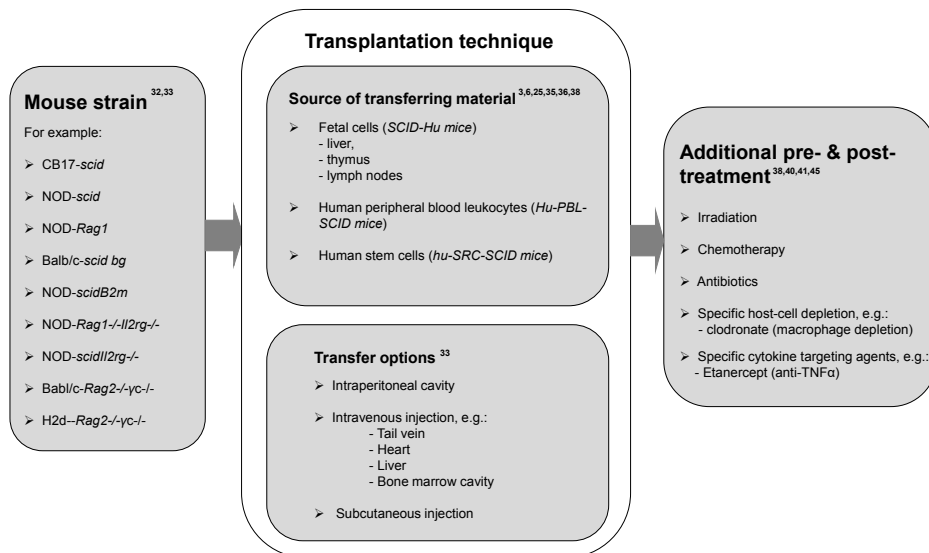 Mouse strain 32,33
For example:
➢ CB17-scid
➢ NOD-scid
➢ NOD-Rag1
➢ Balb/c-scid bg
➢ NOD-scidB2m
➢ NOD-Rag1-/-Il2rg-/-
➢ NOD-scidIl2rg-/-
➢ Babl/c-Rag2-/-γc-/-
➢ H2d--Rag2-/-γc-/-
Transplantation technique
Source of transferring material 3,6,25,35,36,38
➢ Fetal cells (SCID-Hu mice)
- liver,
- thymus
- lymph nodes
➢ Human peripheral blood leukocytes (Hu-PBL-
SCID mice)
➢ Human stem cells (hu-SRC-SCID mice)
Transfer options 33
➢ Intraperitoneal cavity
➢ Intravenous injection, e.g.:
- Tail vein
- Heart
- Liver
- Bone marrow cavity
➢ Subcutaneous injection
Additional pre- & post-
treatment 38,40,41,45
➢ Irradiation
➢ Chemotherapy
➢ Antibiotics
➢ Specific host-cell depletion, e.g.:
- clodronate (macrophage depletion)
➢ Specific cytokine targeting agents, e.g.:
- Etanercept (anti-TNFα)